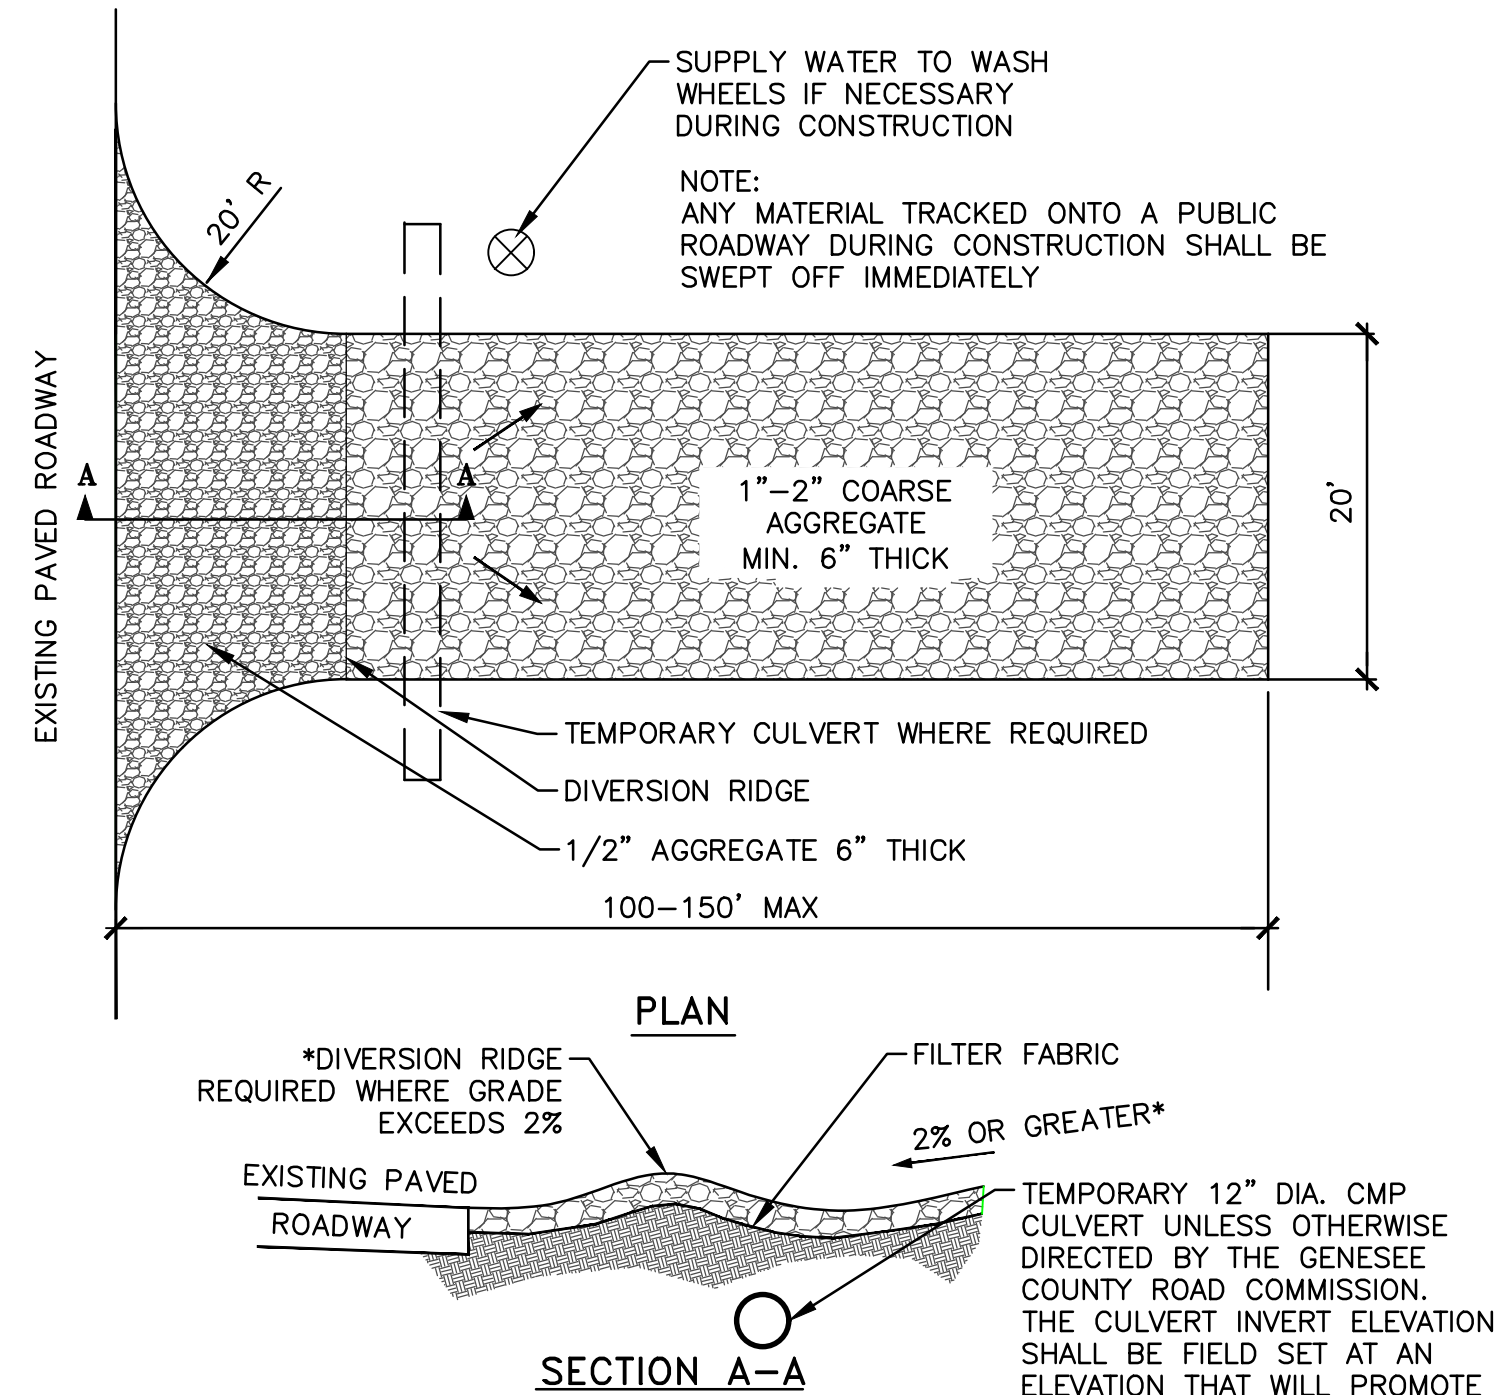 SUPPLY WATER TO WASH
WHEELS IF NECESSARY
DURING CONSTRUCTION
NOTE:
ANY MATERIAL TRACKED ONTO A PUBLIC
ROADWAY DURING CONSTRUCTION SHALL BE
SWEPT OFF IMMEDIATELY
20' R
EXISTING PAVED ROADWAY
A
A
1"-2" COARSE
AGGREGATE
MIN. 6" THICK
20'
TEMPORARY CULVERT WHERE REQUIRED
DIVERSION RIDGE
1/2" AGGREGATE 6" THICK
100-150' MAX
PLAN
*DIVERSION RIDGE
REQUIRED WHERE GRADE
EXCEEDS 2%
FILTER FABRIC
2% OR GREATER*
EXISTING PAVED
ROADWAY
TEMPORARY 12" DIA. CMP
CULVERT UNLESS OTHERWISE
DIRECTED BY THE GENESEE
COUNTY ROAD COMMISSION.
THE CULVERT INVERT ELEVATION
SHALL BE FIELD SET AT AN
ELEVATION THAT WILL PROMOTE
SECTION A-A